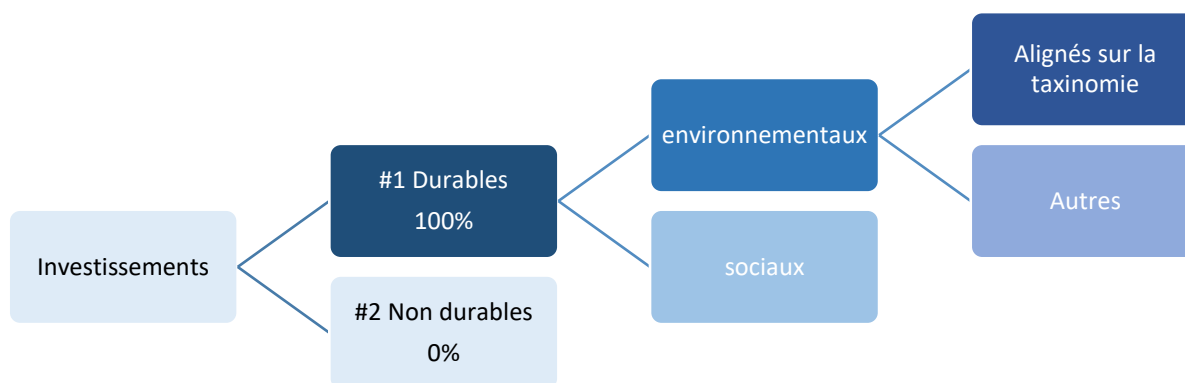 Investissements
#1 Durables
100%
#2 Non durables
0%
environnementaux
sociaux
Alignés sur la
taxinomie
Autres